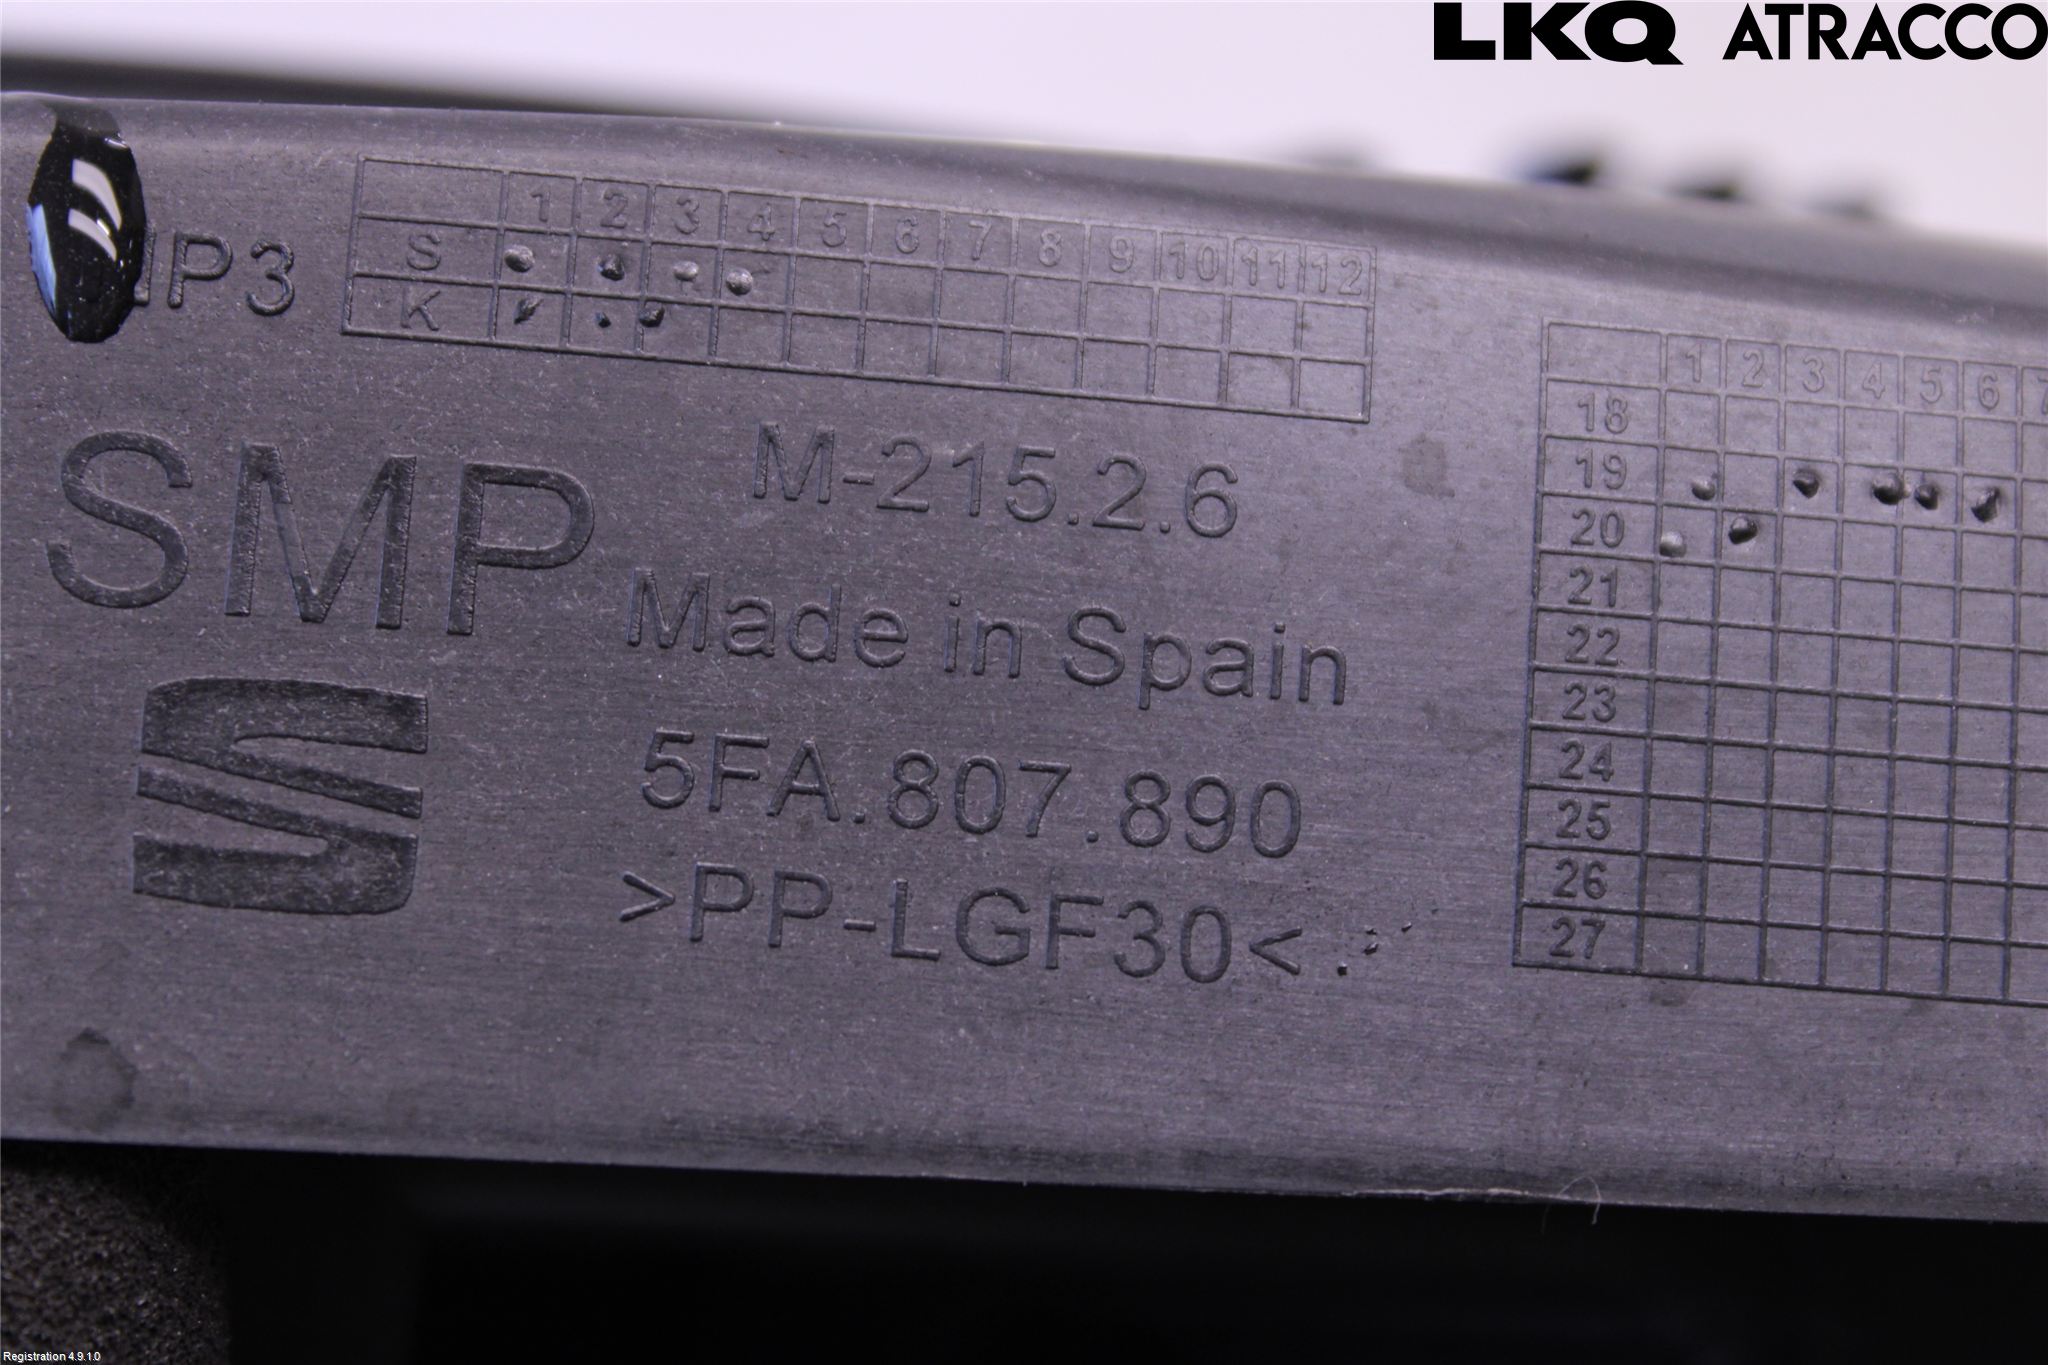 LKQ ATRACCO
IP3
1 2 3 4 5 6 7 8 9 10 11 12
S
K
SMP
M-215.2.6
Made in Spain
5FA.807.890
>PP-LGF30<
1 2 3 4 5 6 7
18
19
20
21
22
23
24
25
26
27
Registration 4.9.1.0